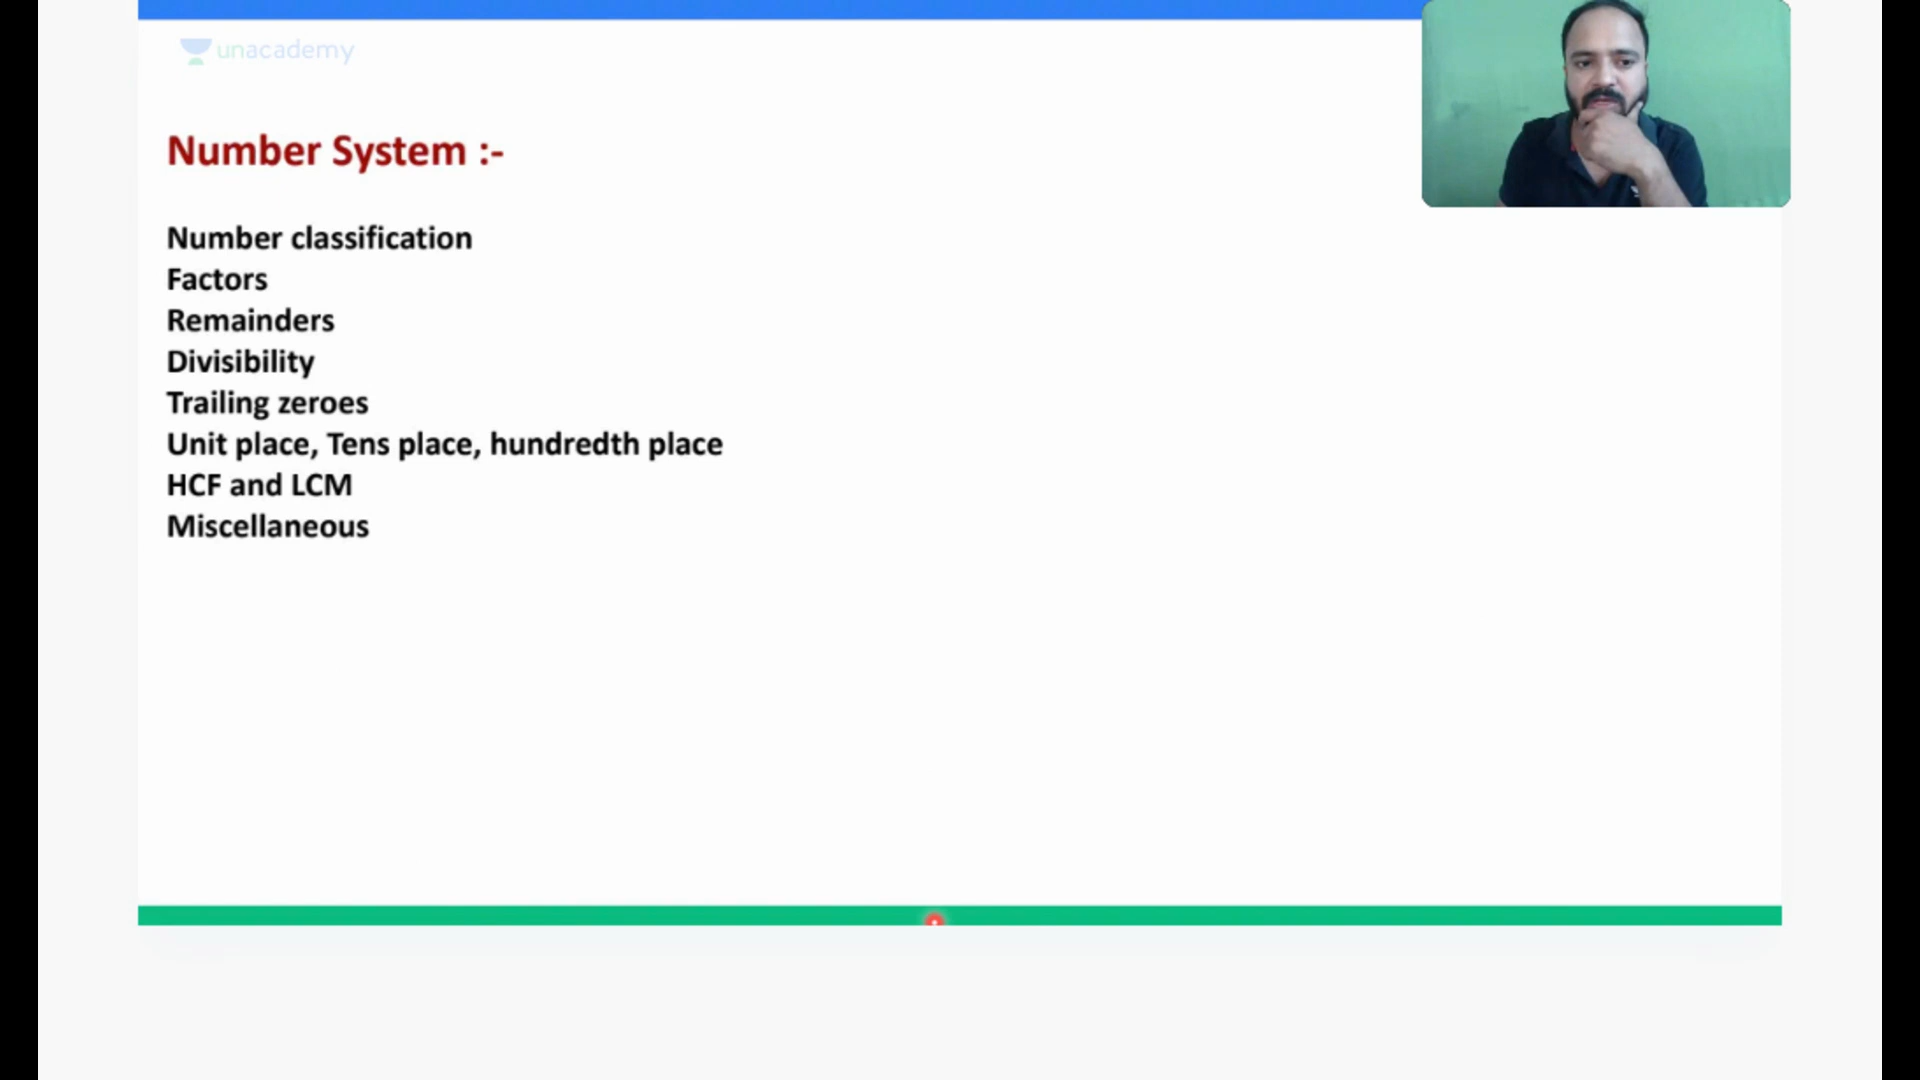 unacademy
Number System :-
Number classification
Factors
Remainders
Divisibility
Trailing zeroes
Unit place, Tens place, hundredth place
HCF and LCM
Miscellaneous